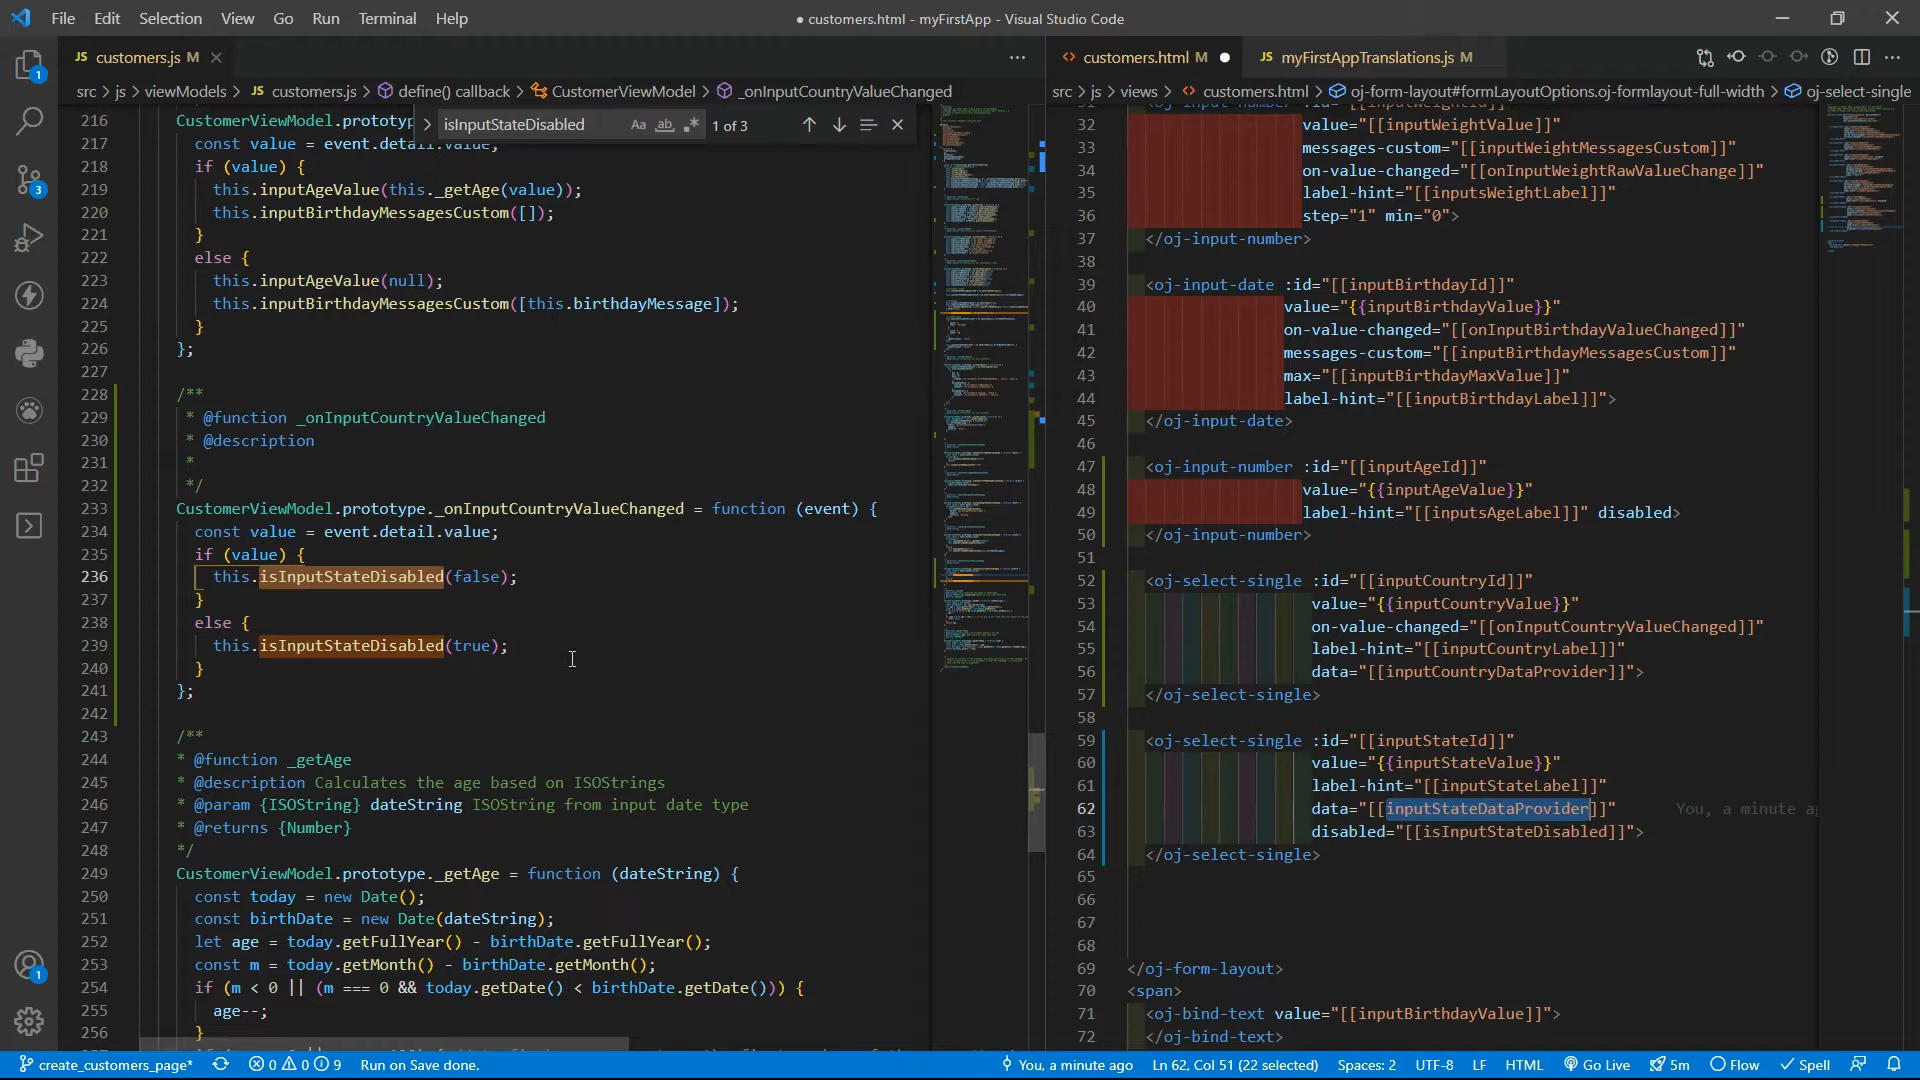 File Edit Selection View Go Run Terminal Help
● customers.html - myFirstApp - Visual Studio Code
JS customers.js M
customers.html M ●
JS myFirstAppTranslations.js M
src > js > viewModels > JS customers.js > define() callback > CustomerViewModel > _onInputCountryValueChanged
src > js > views > customers.html > oj-form-layout#formLayoutOptions.oj-formlayout-full-width > oj-select-single
isInputStateDisabled Aa ab .* 1 of 3
216 CustomerViewModel.prototyp
217 const value = event.detail.value;
218 if (value) {
219 this.inputAgeValue(this._getAge(value));
220 this.inputBirthdayMessagesCustom([]);
221 }
222 else {
223 this.inputAgeValue(null);
224 this.inputBirthdayMessagesCustom([this.birthdayMessage]);
225 }
226 };
227
228 /**
229 * @function _onInputCountryValueChanged
230 * @description
231 *
232 */
233 CustomerViewModel.prototype._onInputCountryValueChanged = function (event) {
234 const value = event.detail.value;
235 if (value) {
236 this.isInputStateDisabled(false);
237 }
238 else {
239 this.isInputStateDisabled(true);
240 }
241 };
242
243 /**
244 * @function _getAge
245 * @description Calculates the age based on ISOStrings
246 * @param {ISOString} dateString ISOString from input date type
247 * @returns {Number}
248 */
249 CustomerViewModel.prototype._getAge = function (dateString) {
250 const today = new Date();
251 const birthDate = new Date(dateString);
252 let age = today.getFullYear() - birthDate.getFullYear();
253 const m = today.getMonth() - birthDate.getMonth();
254 if (m < 0 || (m === 0 && today.getDate() < birthDate.getDate())) {
255 age--;
256 }
<oj-input-number :id="[[inputWeightId]]"
32 value="[[inputWeightValue]]"
33 messages-custom="[[inputWeightMessagesCustom]]"
34 on-value-changed="[[onInputWeightRawValueChange]]"
35 label-hint="[[inputsWeightLabel]]"
36 step="1" min="0">
37 </oj-input-number>
38
39 <oj-input-date :id="[[inputBirthdayId]]"
40 value="{{inputBirthdayValue}}"
41 on-value-changed="[[onInputBirthdayValueChanged]]"
42 messages-custom="[[inputBirthdayMessagesCustom]]"
43 max="[[inputBirthdayMaxValue]]"
44 label-hint="[[inputBirthdayLabel]]">
45 </oj-input-date>
46
47 <oj-input-number :id="[[inputAgeId]]"
48 value="{{inputAgeValue}}"
49 label-hint="[[inputsAgeLabel]]" disabled>
50 </oj-input-number>
51
52 <oj-select-single :id="[[inputCountryId]]"
53 value="{{inputCountryValue}}"
54 on-value-changed="[[onInputCountryValueChanged]]"
55 label-hint="[[inputCountryLabel]]"
56 data="[[inputCountryDataProvider]]">
57 </oj-select-single>
58
59 <oj-select-single :id="[[inputStateId]]"
60 value="{{inputStateValue}}"
61 label-hint="[[inputStateLabel]]"
62 data="[[inputStateDataProvider]]" You, a minute a
63 disabled="[[isInputStateDisabled]]">
64 </oj-select-single>
65
66
67
68
69 </oj-form-layout>
70 <span>
71 <oj-bind-text value="[[inputBirthdayValue]]">
72 </oj-bind-text>
1
3
1
create_customers_page* 0 0 9 Run on Save done.
You, a minute ago Ln 62, Col 51 (22 selected) Spaces: 2 UTF-8 LF HTML Go Live 5m Flow Spell